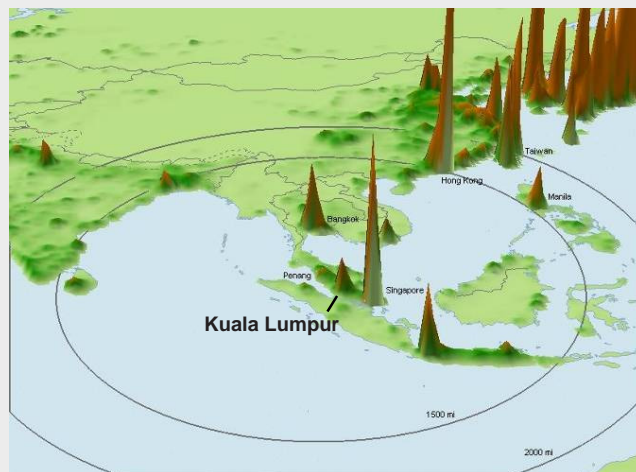 Taiwan
Hong Kong
Manila
Bangkok
Penang
Singapore
Kuala Lumpur
1500 mi
2000 mi